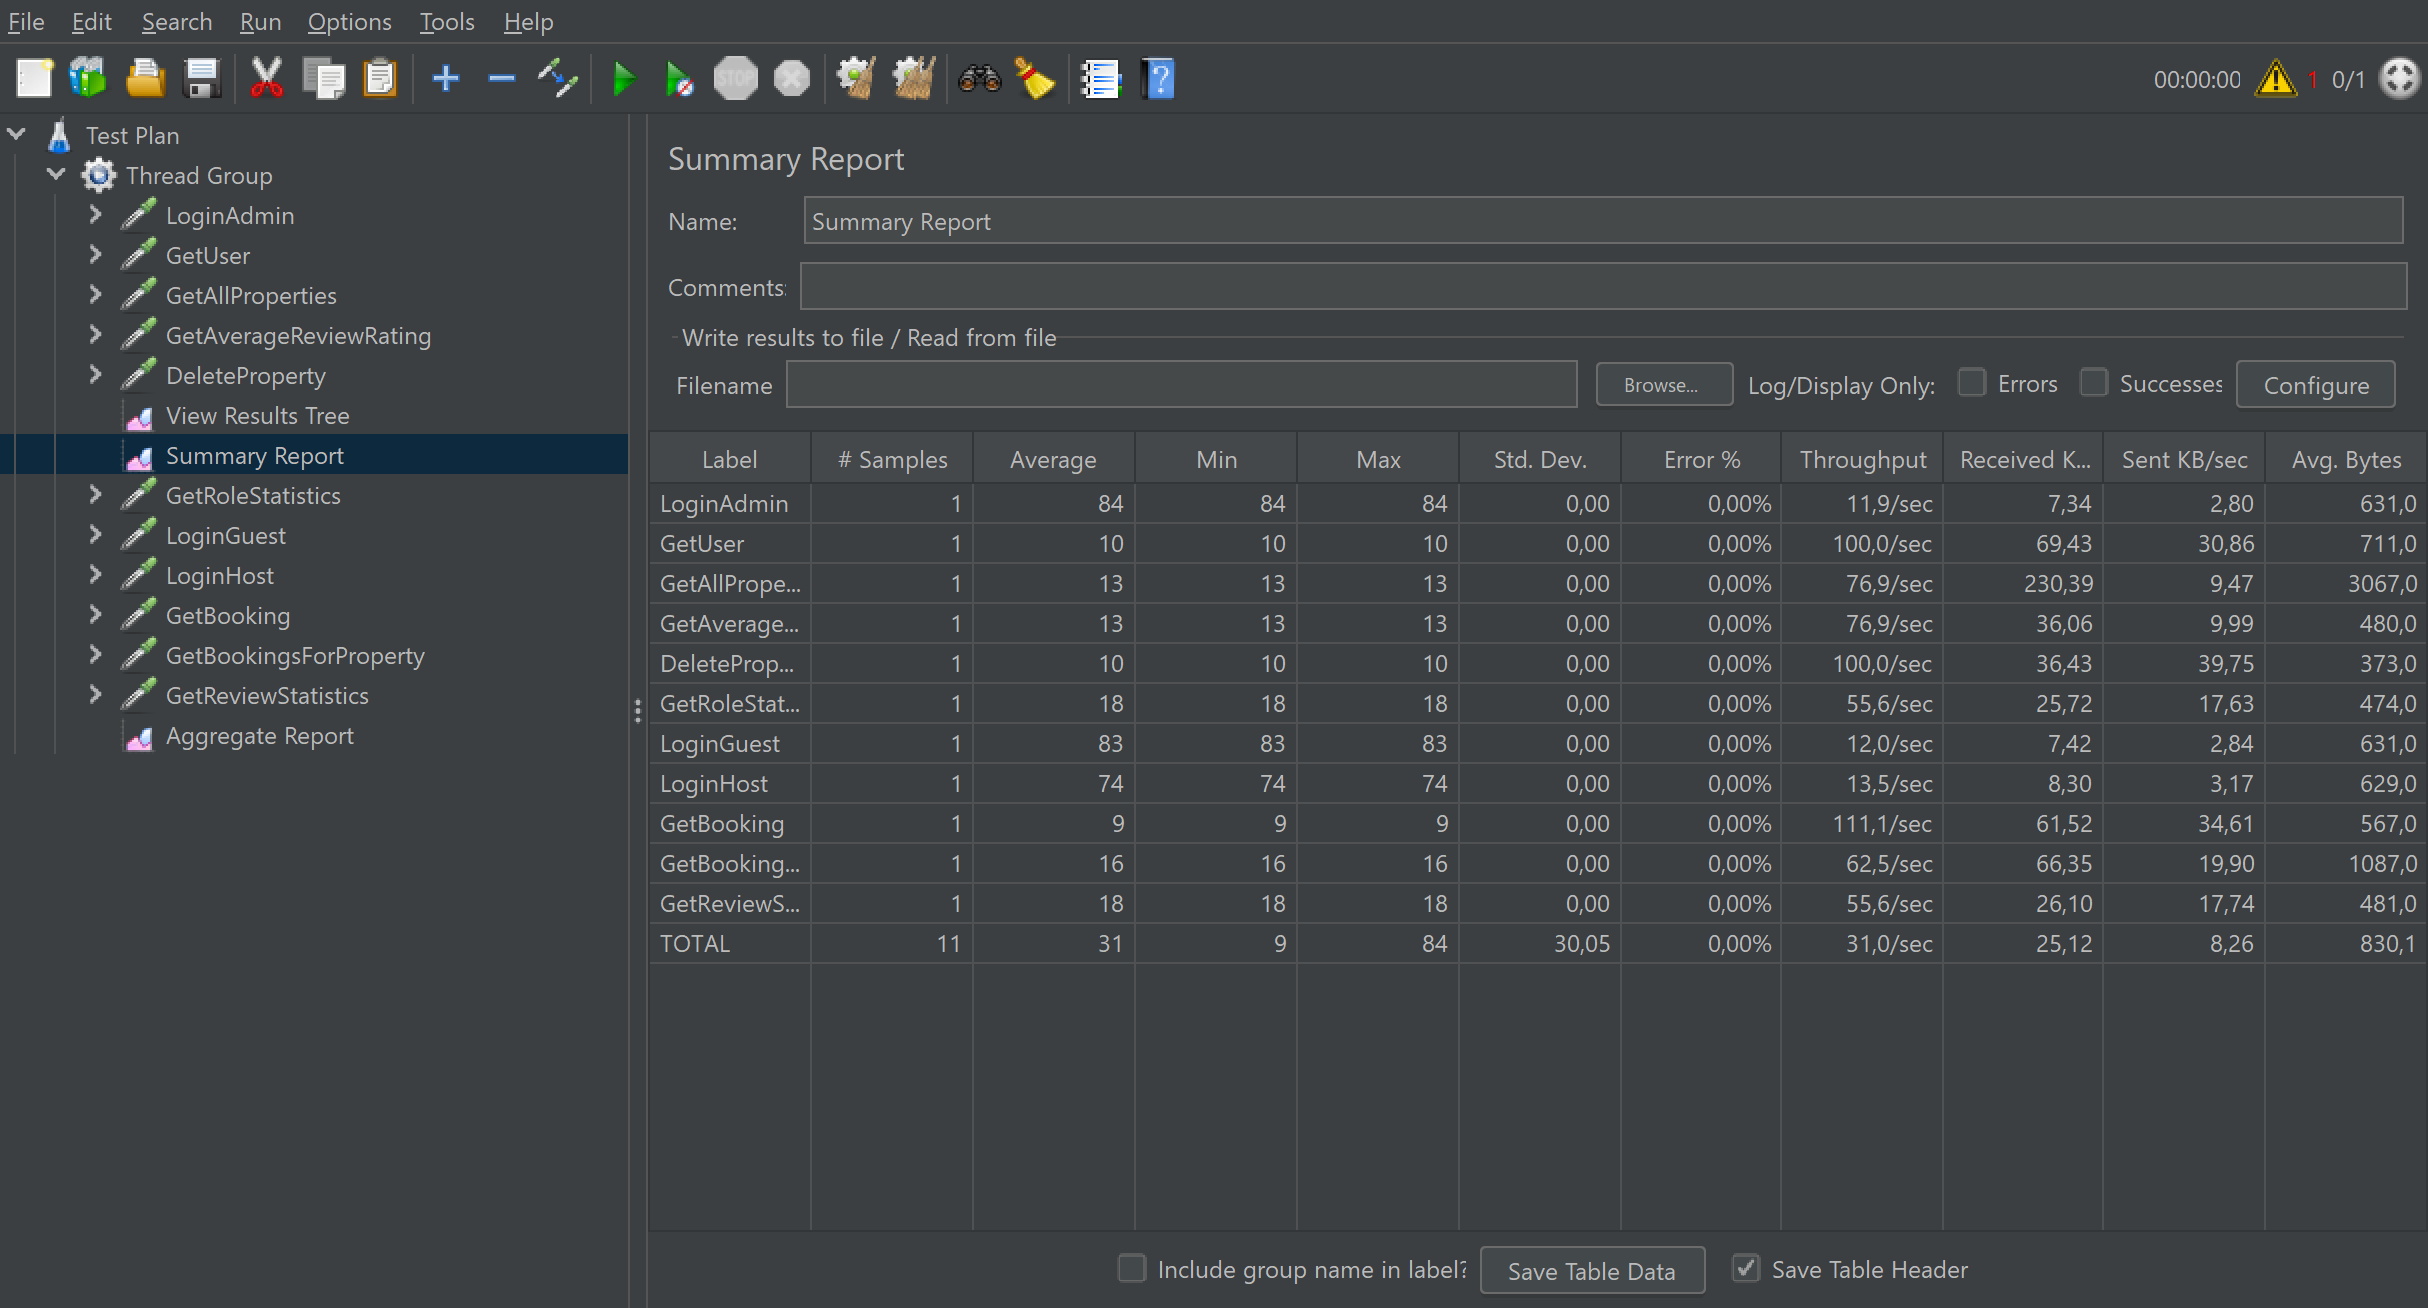 File Edit Search Run Options Tools Help
STOP
00:00:00 1 0/1
Test Plan
Thread Group
LoginAdmin
GetUser
GetAllProperties
GetAverageReviewRating
DeleteProperty
View Results Tree
Summary Report
GetRoleStatistics
LoginGuest
LoginHost
GetBooking
GetBookingsForProperty
GetReviewStatistics
Aggregate Report
Summary Report
Name: Summary Report
Comments:
Write results to file / Read from file
Filename Browse... Log/Display Only: Errors Successes Configure
Label # Samples Average Min Max Std. Dev. Error % Throughput Received K... Sent KB/sec Avg. Bytes
LoginAdmin 1 84 84 84 0,00 0,00% 11,9/sec 7,34 2,80 631,0
GetUser 1 10 10 10 0,00 0,00% 100,0/sec 69,43 30,86 711,0
GetAllPrope... 1 13 13 13 0,00 0,00% 76,9/sec 230,39 9,47 3067,0
GetAverage... 1 13 13 13 0,00 0,00% 76,9/sec 36,06 9,99 480,0
DeleteProp... 1 10 10 10 0,00 0,00% 100,0/sec 36,43 39,75 373,0
GetRoleStat... 1 18 18 18 0,00 0,00% 55,6/sec 25,72 17,63 474,0
LoginGuest 1 83 83 83 0,00 0,00% 12,0/sec 7,42 2,84 631,0
LoginHost 1 74 74 74 0,00 0,00% 13,5/sec 8,30 3,17 629,0
GetBooking 1 9 9 9 0,00 0,00% 111,1/sec 61,52 34,61 567,0
GetBooking... 1 16 16 16 0,00 0,00% 62,5/sec 66,35 19,90 1087,0
GetReviewS... 1 18 18 18 0,00 0,00% 55,6/sec 26,10 17,74 481,0
TOTAL 11 31 9 84 30,05 0,00% 31,0/sec 25,12 8,26 830,1
Include group name in label? Save Table Data Save Table Header